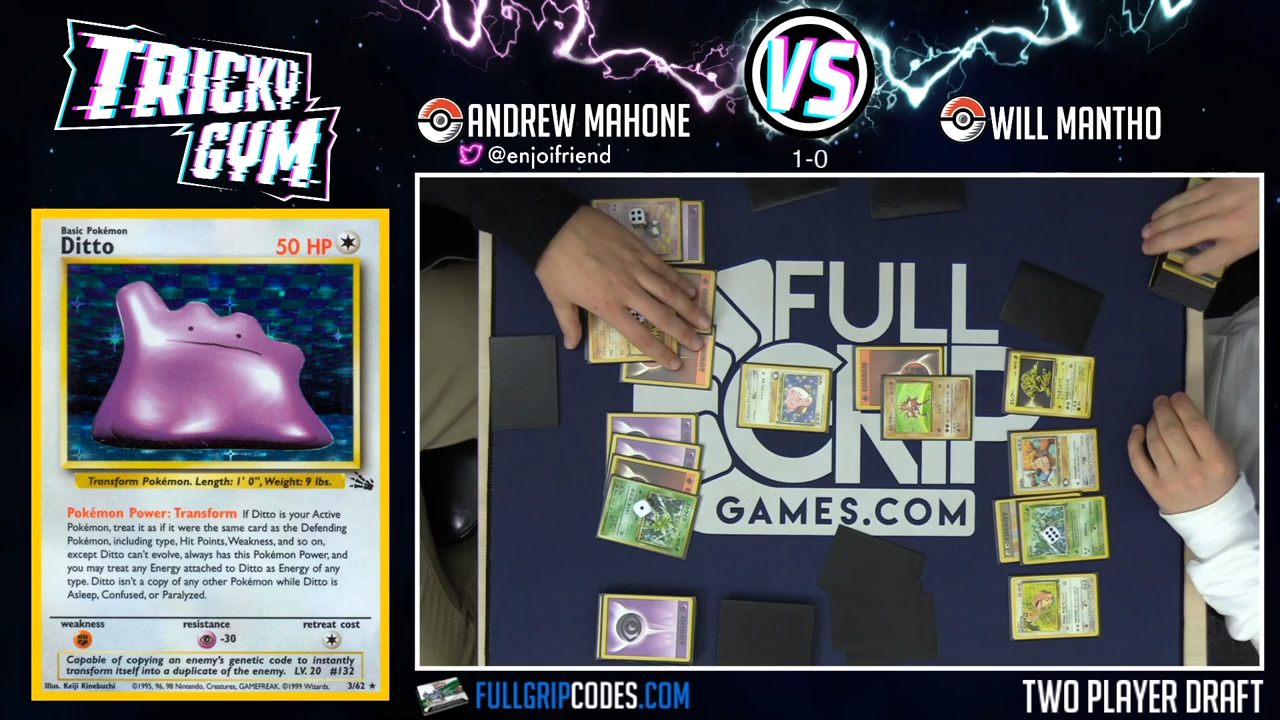 TRICKY
GYM
ANDREW MAHONE
@enjoifriend
VS
1-0
WILL MANTHO
Basic Pokémon
Ditto
50 HP
Transform Pokémon. Length: 1' 0", Weight: 9 lbs.
Pokémon Power: Transform If Ditto is your Active
Pokémon, treat it as if it were the same card as the Defending
Pokémon, including type, Hit Points, Weakness, and so on,
except Ditto can't evolve, always has this Pokémon Power, and
you may treat any Energy attached to Ditto as Energy of any
type. Ditto isn't a copy of any other Pokémon while Ditto is
Asleep, Confused, or Paralyzed.
weakness
resistance
retreat cost
-30
Capable of copying an enemy's genetic code to instantly
transform itself into a duplicate of the enemy. LV. 20 #132
Illus. Keiji Kinebuchi
©1995, 96, 98 Nintendo, Creatures, GAMEFREAK. ©1999 Wizards.
3/62
FULL
GRIP
GAMES.COM
FULLGRIPCODES.COM
TWO PLAYER DRAFT